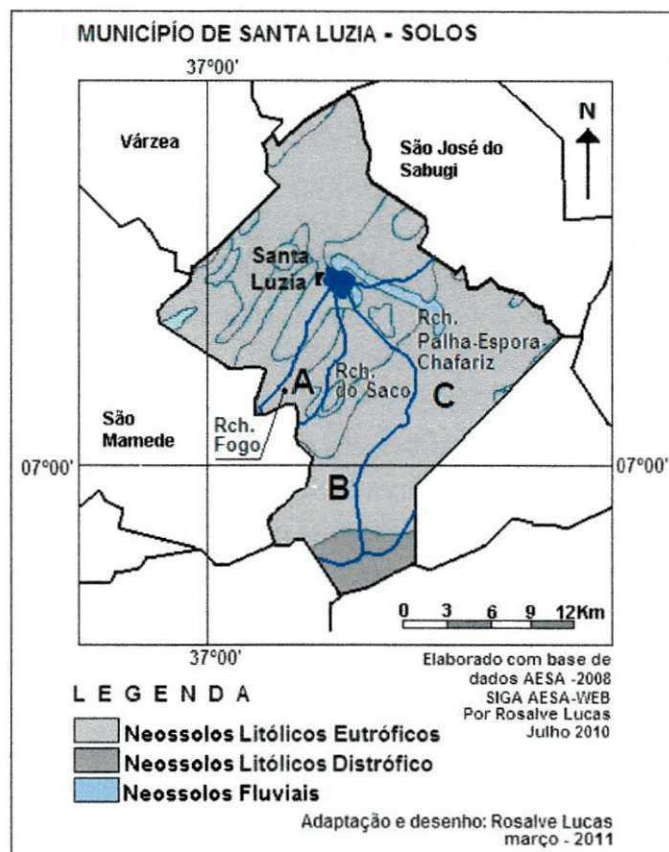 MUNICÍPÍO DE SANTA LUZIA - SOLOS
37°00'
N
Várzea
São José do
Sabugi
Santa
Luzia
Rch.
Palha-Espora-
Chafariz
A
Rch.
do Saco
C
São
Mamede
Rch.
Fogo
07°00'
07°00'
B
0 3 6 9 12Km
37°00'
Elaborado com base de
dados AESA -2008
SIGA AESA-WEB
Por Rosalve Lucas
Julho 2010
LEGENDA
Neossolos Litólicos Eutróficos
Neossolos Litólicos Distrófico
Neossolos Fluviais
Adaptação e desenho: Rosalve Lucas
março - 2011